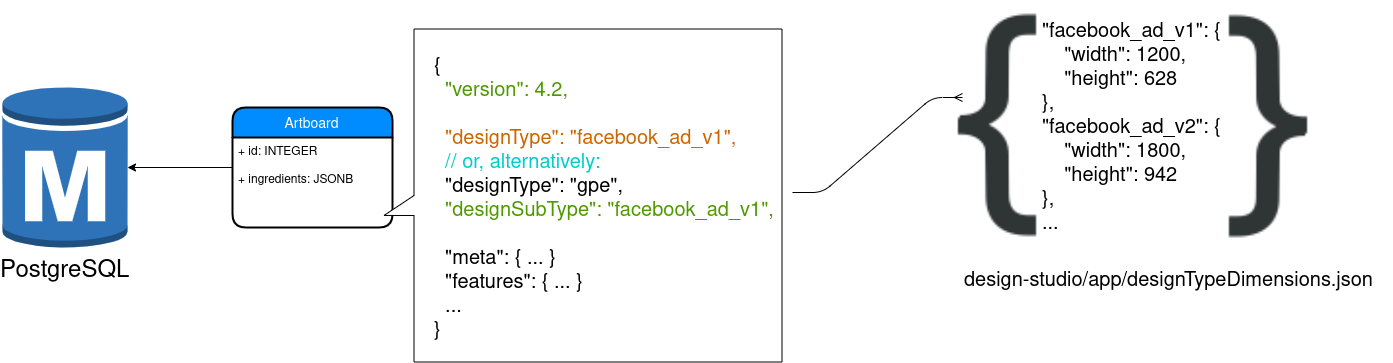 M
PostgreSQL
Artboard
+ id: INTEGER
+ ingredients: JSONB
{
"version": 4.2,
"designType": "facebook_ad_v1",
// or, alternatively:
"designType": "gpe",
"designSubType": "facebook_ad_v1",
"meta": { ... }
"features": { ... }
...
}
{
"facebook_ad_v1": {
"width": 1200,
"height": 628
},
"facebook_ad_v2": {
"width": 1800,
"height": 942
},
...
}
design-studio/app/designTypeDimensions.json